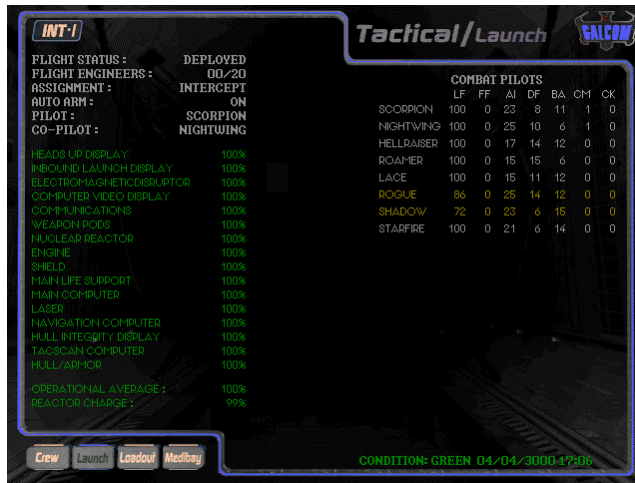 INT-1
Tactical/Launch
GALCOM
FLIGHT STATUS : DEPLOYED
FLIGHT ENGINEERS : 00/20
ASSIGNMENT : INTERCEPT
AUTO ARM : ON
PILOT : SCORPION
CO-PILOT : NIGHTWING
HEADS UP DISPLAY 100%
INBOUND LAUNCH DISPLAY 100%
ELECTROMAGNETICDISRUPTOR 100%
COMPUTER VIDEO DISPLAY 100%
COMMUNICATIONS 100%
WEAPON PODS 100%
NUCLEAR REACTOR 100%
ENGINE 100%
SHIELD 100%
MAIN LIFE SUPPORT 100%
MAIN COMPUTER 100%
LASER 100%
NAVIGATION COMPUTER 100%
HULL INTEGRITY DISPLAY 100%
TACSCAN COMPUTER 100%
HULL/ARMOR 100%
OPERATIONAL AVERAGE : 100%
REACTOR CHARGE : 99%
COMBAT PILOTS
LF FF AI DF BA CM CK
SCORPION 100 0 23 8 11 1 0
NIGHTWING 100 0 25 10 6 1 0
HELLRAISER 100 0 17 14 12 0 0
ROAMER 100 0 15 15 6 0 0
LACE 100 0 15 11 12 0 0
ROGUE 86 0 25 14 12 0 0
SHADOW 72 0 23 6 15 0 0
STARFIRE 100 0 21 6 14 0 0
Crew Launch Loadout Medibay
CONDITION: GREEN 04/04/3000 17:06